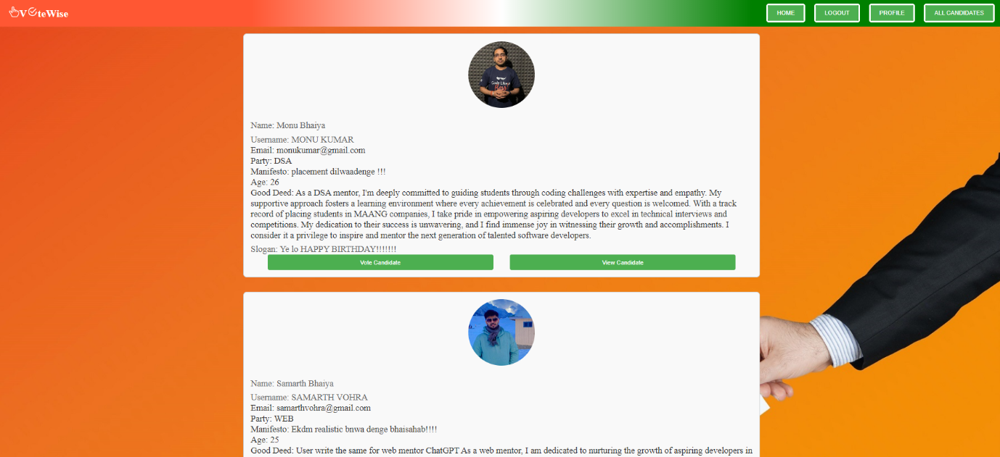 VoteWise
HOME
LOGOUT
PROFILE
ALL CANDIDATES
Name: Monu Bhaiya
Username: MONU KUMAR
Email: monukumar@gmail.com
Party: DSA
Manifesto: placement dilwaadenge !!!
Age: 26
Good Deed: As a DSA mentor, I'm deeply committed to guiding students through coding challenges with expertise and empathy. My
supportive approach fosters a learning environment where every achievement is celebrated and every question is welcomed. With a track
record of placing students in MAANG companies, I take pride in empowering aspiring developers to excel in technical interviews and
competitions. My dedication to their success is unwavering, and I find immense joy in witnessing their growth and accomplishments. I
consider it a privilege to inspire and mentor the next generation of talented software developers.
Slogan: Ye lo HAPPY BIRTHDAY!!!!!!!
Vote Candidate
View Candidate
Name: Samarth Bhaiya
Username: SAMARTH VOHRA
Email: samarthvohra@gmail.com
Party: WEB
Manifesto: Ekdm realistic bnwa denge bhaisahab!!!!
Age: 25
Good Deed: User write the same for web mentor ChatGPT As a web mentor, I am dedicated to nurturing the growth of aspiring developers in